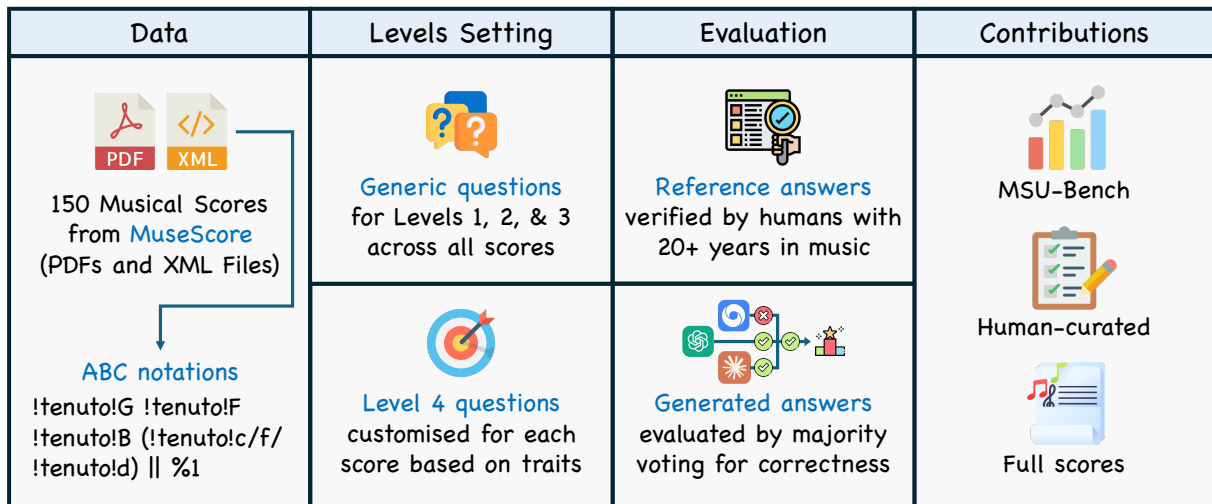 Data
PDF
XML
150 Musical Scores
from MuseScore
(PDFs and XML Files)
ABC notations
!tenuto!G !tenuto!F
!tenuto!B (!tenuto!c/f/
!tenuto!d) || %1
Levels Setting
Generic questions
for Levels 1, 2, & 3
across all scores
Level 4 questions
customised for each
score based on traits
Evaluation
Reference answers
verified by humans with
20+ years in music
Generated answers
evaluated by majority
voting for correctness
Contributions
MSU-Bench
Human-curated
Full scores